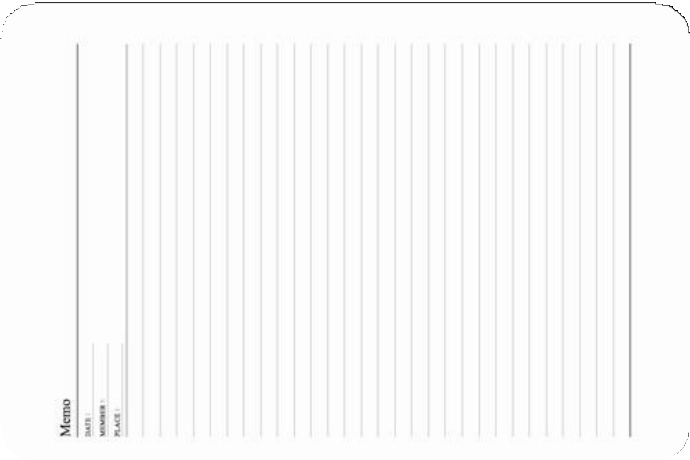 Memo
DATE :
MEMBER :
PLACE :